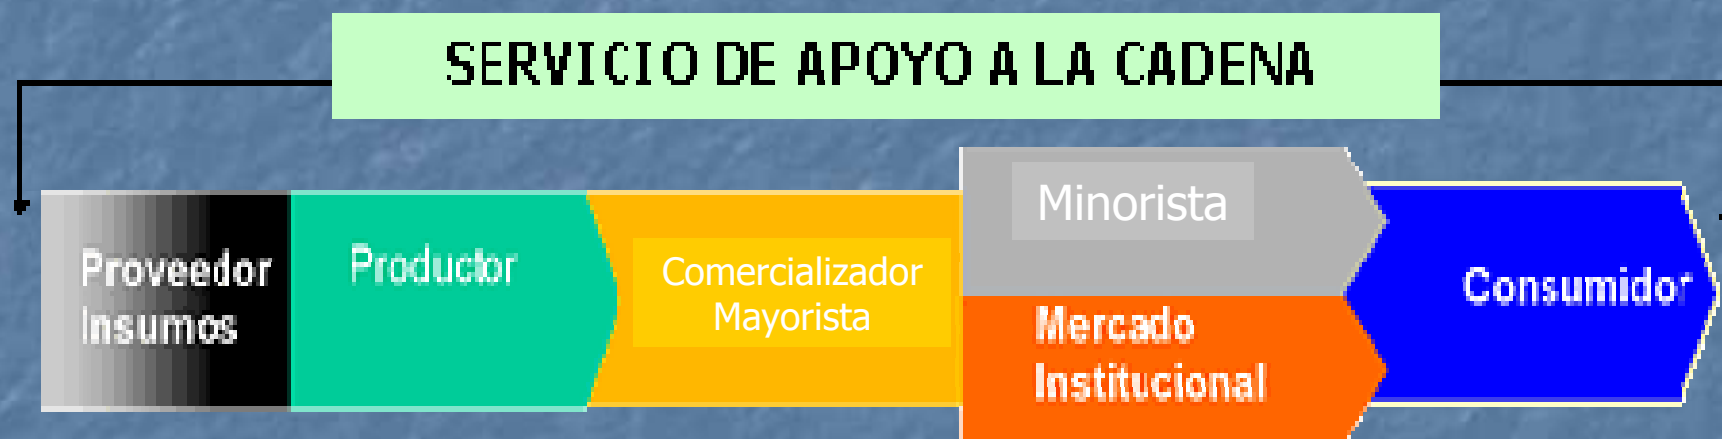 SERVICIO DE APOYO A LA CADENA
Proveedor
Insumos
Productor
Comercializador
Mayorista
Minorista
Mercado
Institucional
Consumidor